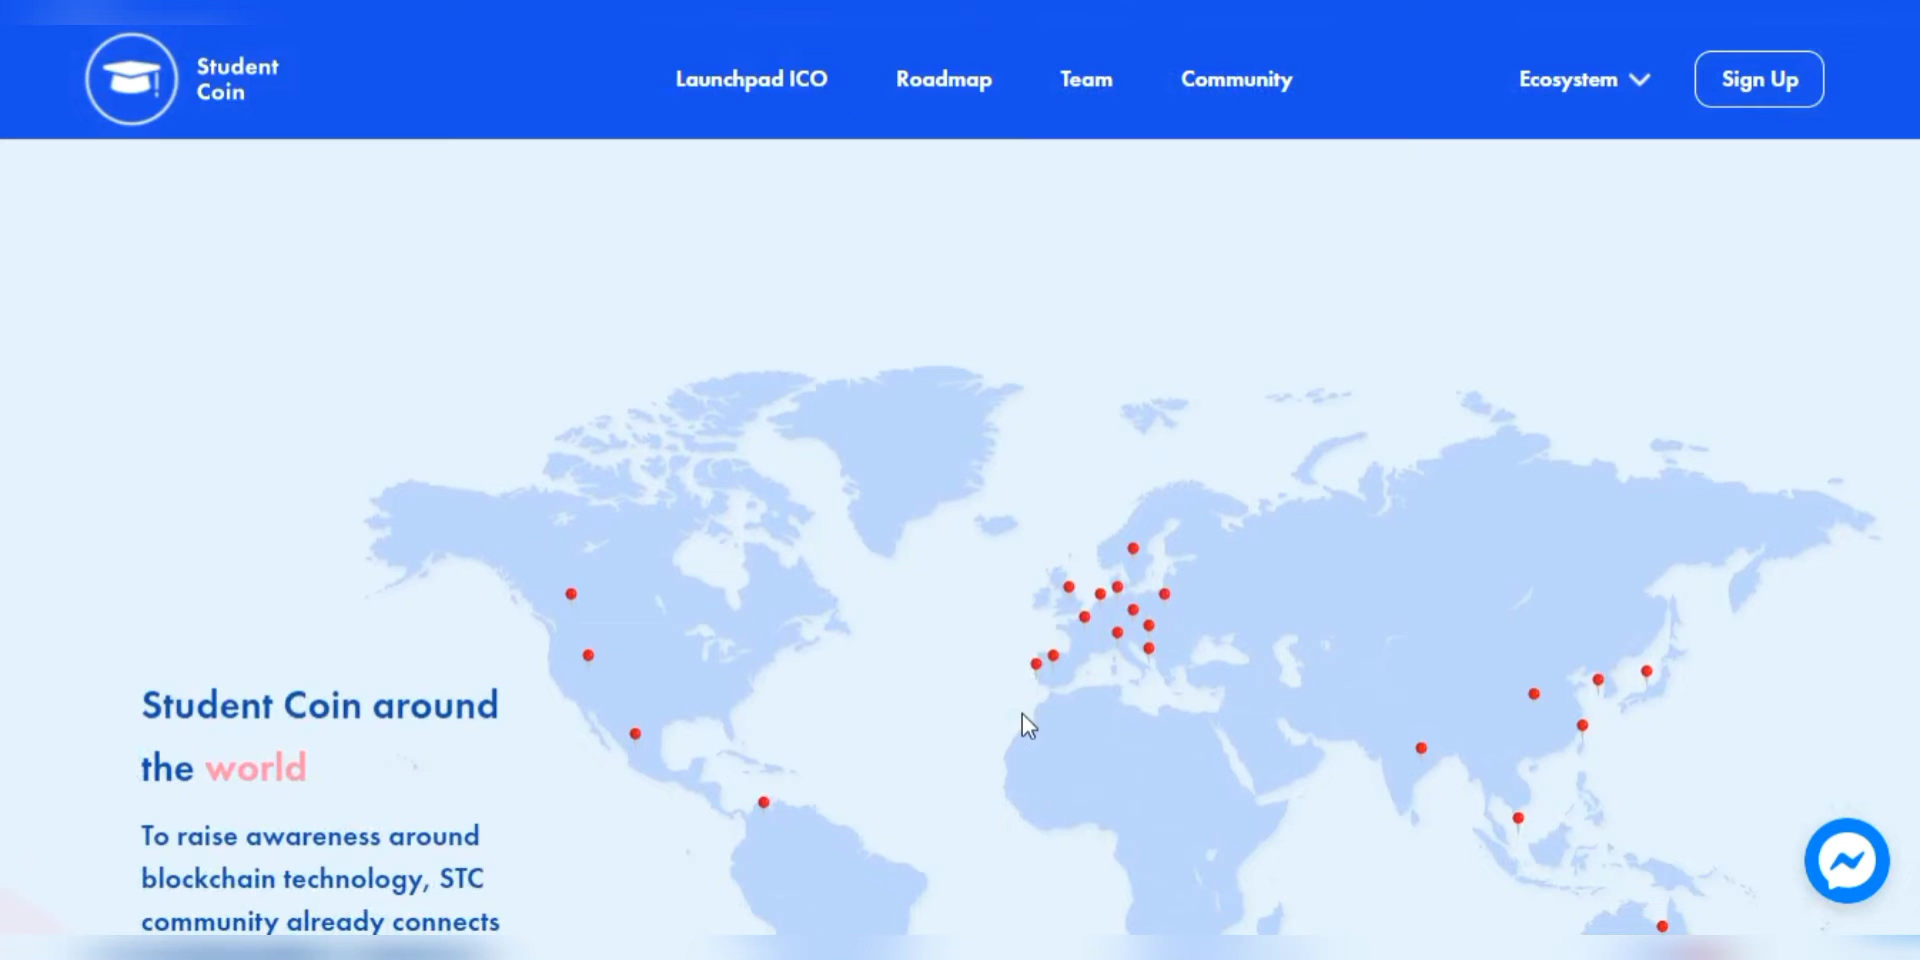 Student
Coin
Launchpad ICO
Roadmap
Team
Community
Ecosystem
Sign Up
Student Coin around
the world
To raise awareness around
blockchain technology, STC
community already connects